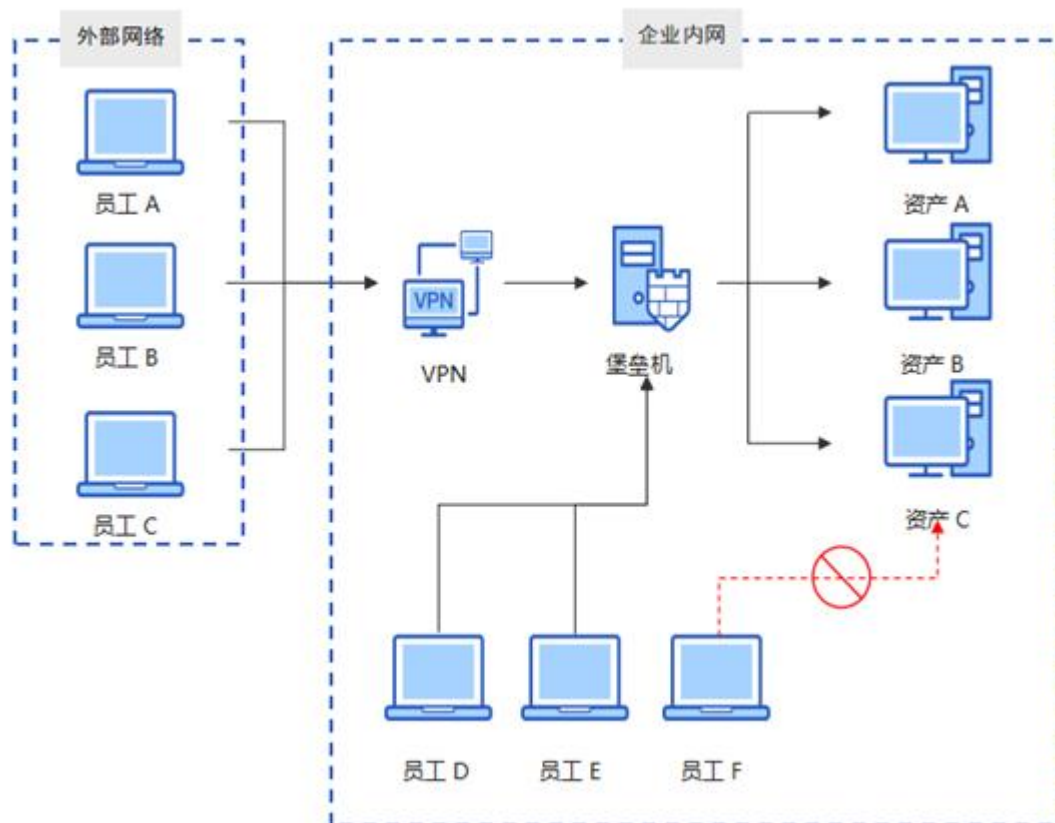 外部网络
企业内网
员工 A
资产 A
员工 B
VPN
VPN
堡垒机
资产 B
员工 C
资产 C
员工 D
员工 E
员工 F